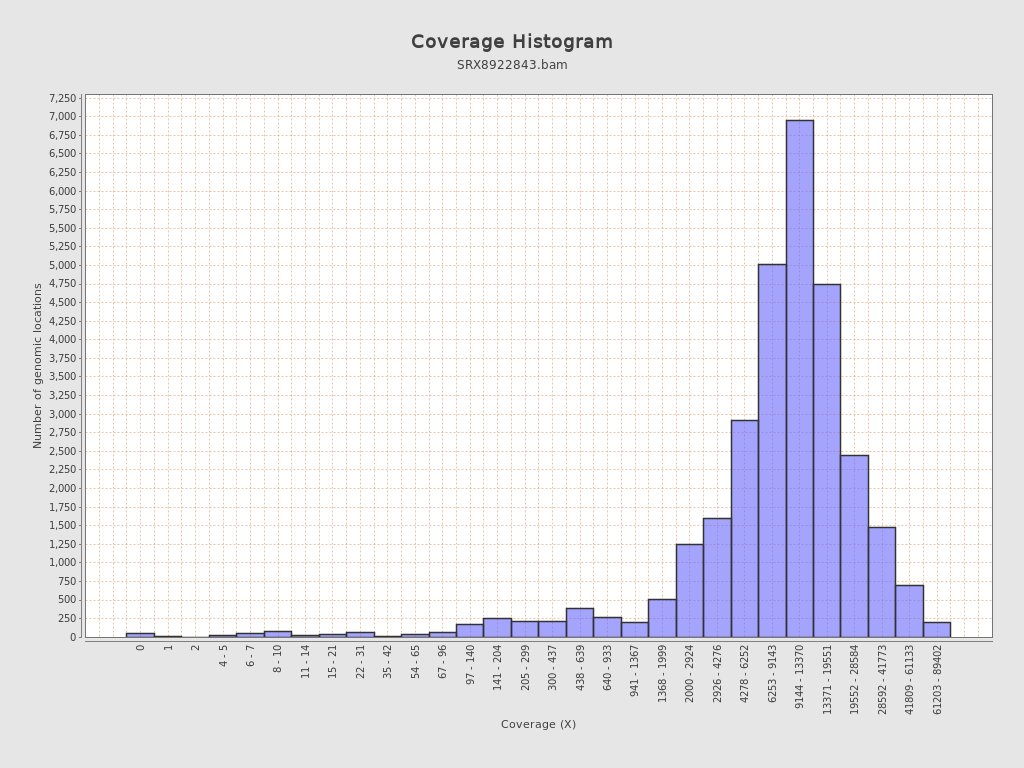 Coverage Histogram
SRX8922843.bam
7,250
7,000
6,750
6,500
6,250
6,000
5,750
5,500
5,250
5,000
4,750
4,500
4,250
4,000
3,750
3,500
3,250
3,000
2,750
2,500
2,250
2,000
1,750
1,500
1,250
1,000
750
500
250
0
Number of genomic locations
0
1
2
4 - 5
6 - 7
8 - 10
11 - 14
15 - 21
22 - 31
35 - 42
54 - 65
67 - 96
97 - 140
141 - 204
205 - 299
300 - 437
438 - 639
640 - 933
941 - 1367
1368 - 1999
2000 - 2924
2926 - 4276
4278 - 6252
6253 - 9143
9144 - 13370
13371 - 19551
19552 - 28584
28592 - 41773
41809 - 61133
61203 - 89402
Coverage (X)